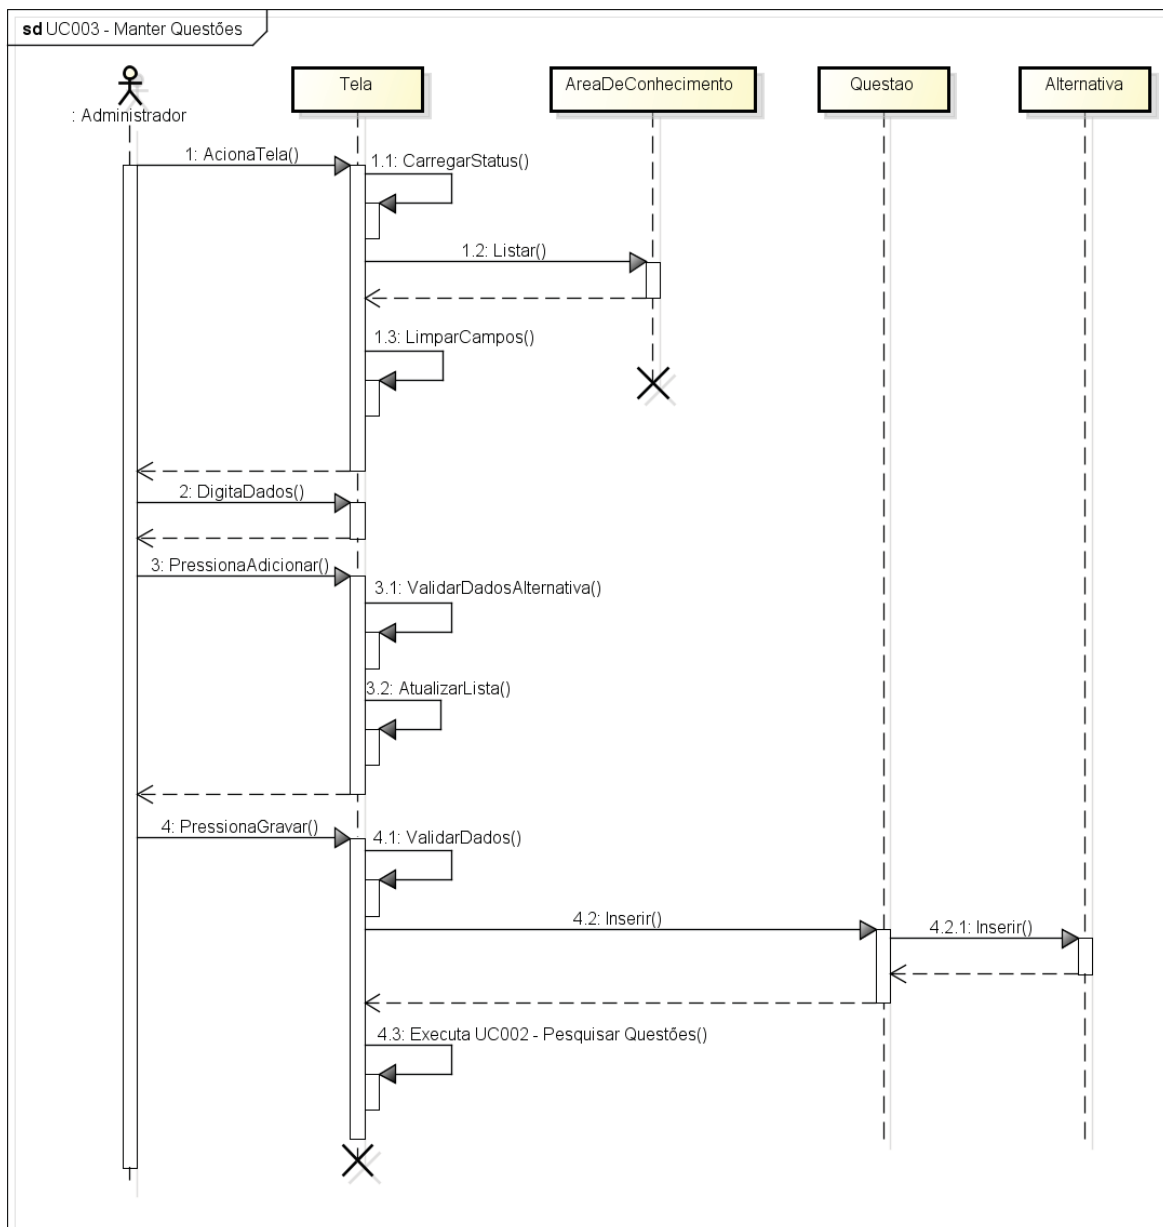 sd UC003 - Manter Questões
: Administrador
Tela
AreaDeConhecimento
Questao
Alternativa
1: AcionaTela()
1.1: CarregarStatus()
1.2: Listar()
1.3: LimparCampos()
2: DigitaDados()
3: PressionaAdicionar()
3.1: ValidarDadosAlternativa()
3.2: AtualizarLista()
4: PressionaGravar()
4.1: ValidarDados()
4.2: Inserir()
4.2.1: Inserir()
4.3: Executa UC002 - Pesquisar Questões()